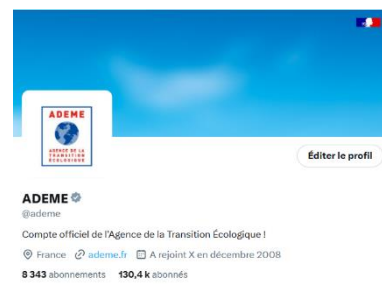 ADEME
AGENCE DE LA
TRANSITION
ÉCOLOGIQUE
Éditer le profil
ADEME
@ademe
Compte officiel de l'Agence de la Transition Écologique !
France ademe.fr A rejoint X en décembre 2008
8 343 abonnements 130,4 k abonnés